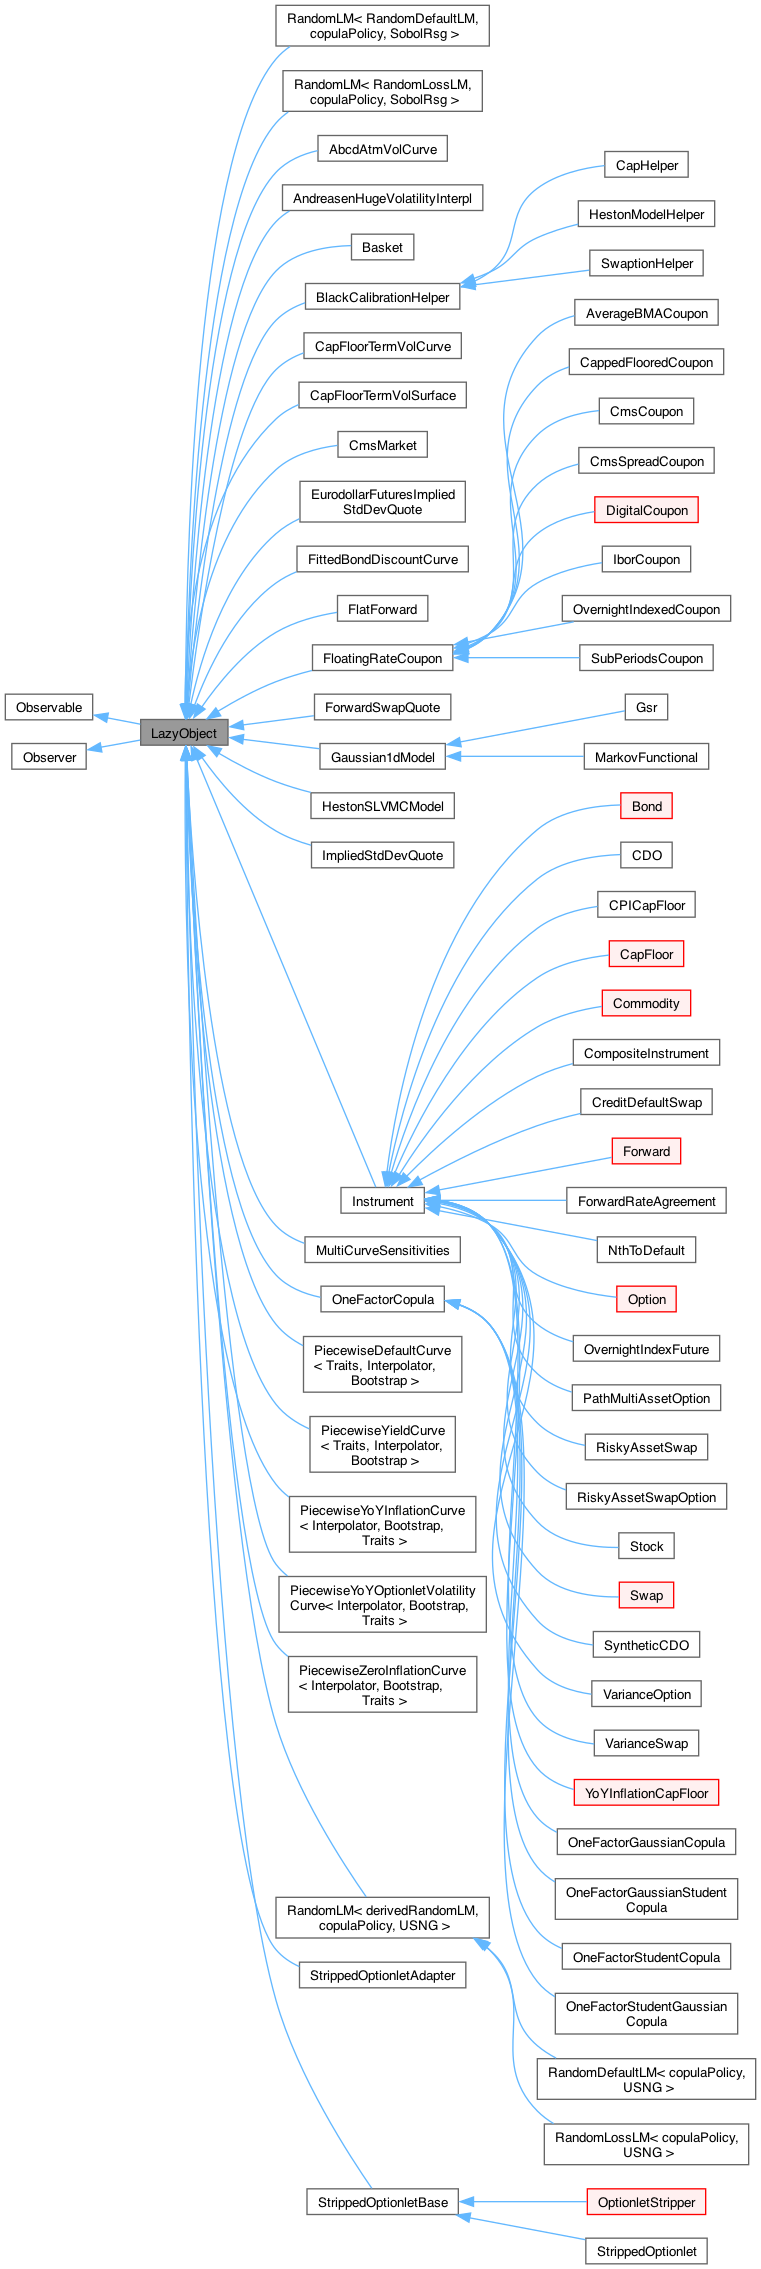 RandomLM< RandomDefaultLM,
copulaPolicy, SobolRsg >
RandomLM< RandomLossLM,
copulaPolicy, SobolRsg >
AbcdAtmVolCurve
CapHelper
AndreasenHugeVolatilityInterpl
HestonModelHelper
Basket
SwaptionHelper
BlackCalibrationHelper
AverageBMACoupon
CapFloorTermVolCurve
CappedFlooredCoupon
CapFloorTermVolSurface
CmsCoupon
CmsMarket
CmsSpreadCoupon
EurodollarFuturesImplied
StdDevQuote
DigitalCoupon
FittedBondDiscountCurve
IborCoupon
FlatForward
OvernightIndexedCoupon
FloatingRateCoupon
SubPeriodsCoupon
Observable
ForwardSwapQuote
Gsr
LazyObject
Observer
Gaussian1dModel
MarkovFunctional
HestonSLVMCModel
Bond
ImpliedStdDevQuote
CDO
CPICapFloor
CapFloor
Commodity
CompositeInstrument
CreditDefaultSwap
Forward
Instrument
ForwardRateAgreement
MultiCurveSensitivities
NthToDefault
OneFactorCopula
Option
PiecewiseDefaultCurve
< Traits, Interpolator,
Bootstrap >
OvernightIndexFuture
PathMultiAssetOption
PiecewiseYieldCurve
< Traits, Interpolator,
Bootstrap >
RiskyAssetSwap
RiskyAssetSwapOption
PiecewiseYoYInflationCurve
< Interpolator, Bootstrap,
Traits >
Stock
PiecewiseYoYOptionletVolatility
Curve< Interpolator, Bootstrap,
Traits >
Swap
SyntheticCDO
PiecewiseZeroInflationCurve
< Interpolator, Bootstrap,
Traits >
VarianceOption
VarianceSwap
YoYInflationCapFloor
OneFactorGaussianCopula
OneFactorGaussianStudent
Copula
RandomLM< derivedRandomLM,
copulaPolicy, USNG >
OneFactorStudentCopula
StrippedOptionletAdapter
OneFactorStudentGaussian
Copula
RandomDefaultLM< copulaPolicy,
USNG >
RandomLossLM< copulaPolicy,
USNG >
StrippedOptionletBase
OptionletStripper
StrippedOptionlet